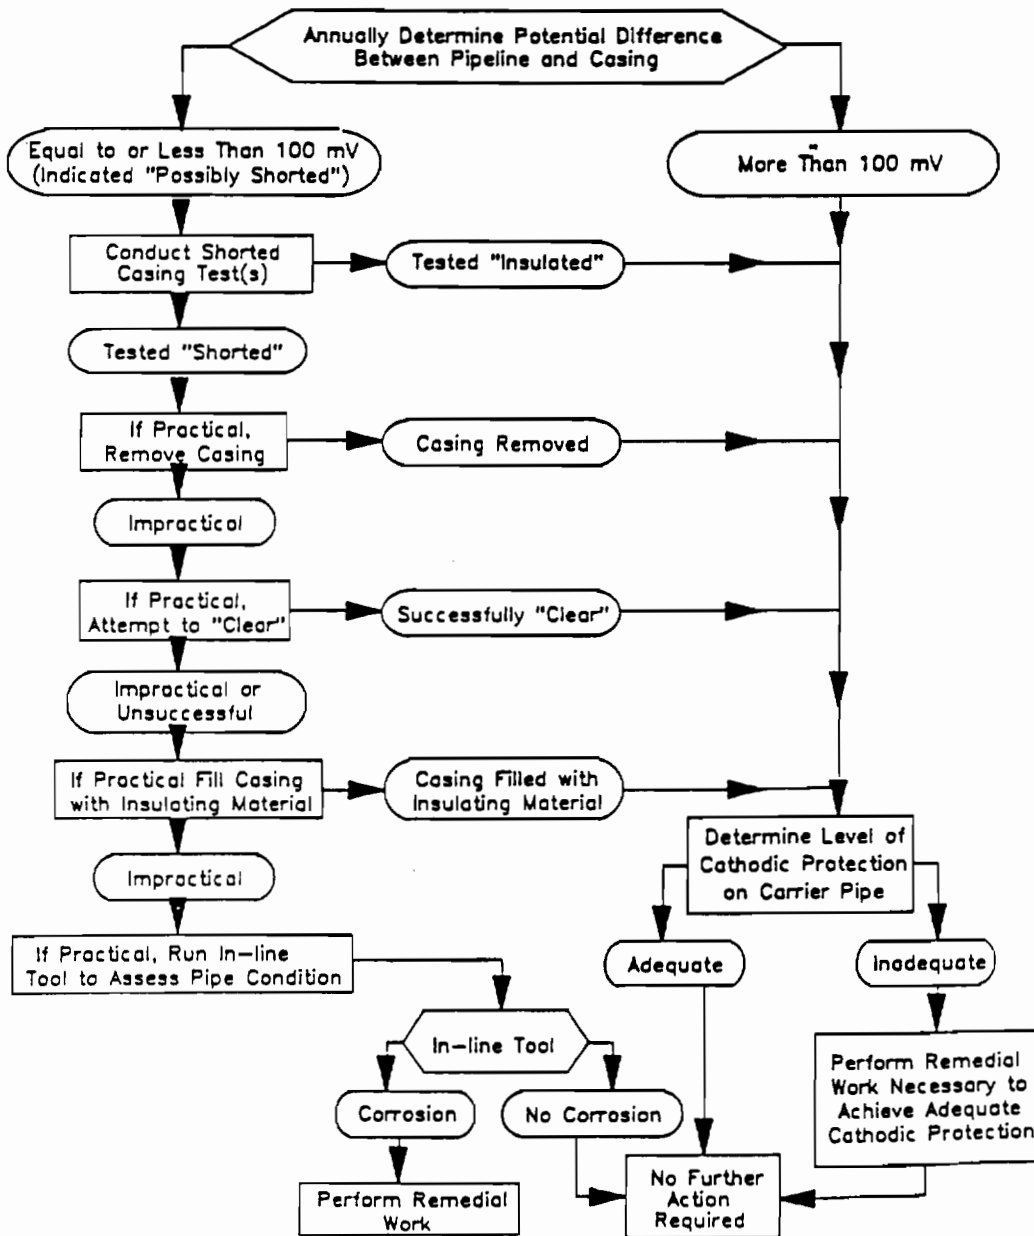 Annually Determine Potential Difference
Between Pipeline and Casing
Equal to or Less Than 100 mV
(Indicated "Possibly Shorted")
More Than 100 mV
Conduct Shorted
Casing Test(s)
Tested "Insulated"
Tested "Shorted"
If Practical,
Remove Casing
Casing Removed
Impractical
If Practical,
Attempt to "Clear"
Successfully "Clear"
Impractical or
Unsuccessful
If Practical Fill Casing
with Insulating Material
Casing Filled with
Insulating Material
Determine Level of
Cathodic Protection
on Carrier Pipe
Impractical
If Practical, Run In-line
Tool to Assess Pipe Condition
Adequate
Inadequate
In-line Tool
Corrosion
No Corrosion
Perform Remedial
Work Necessary to
Achieve Adequate
Cathodic Protection
Perform Remedial
Work
No Further
Action
Required